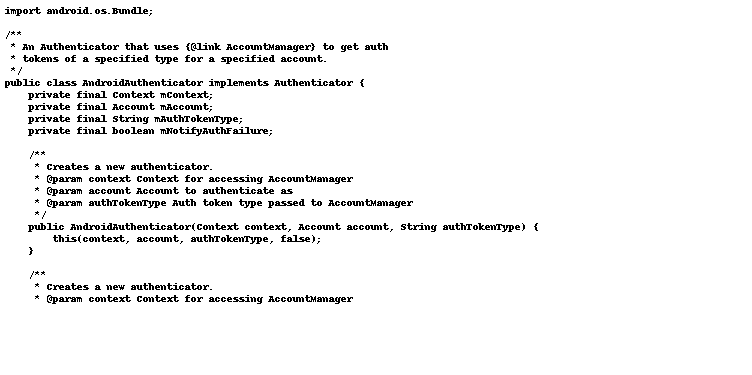 import android.os.Bundle;
/**
 * An Authenticator that uses {@link AccountManager} to get auth
 * tokens of a specified type for a specified account.
 */
public class AndroidAuthenticator implements Authenticator {
    private final Context mContext;
    private final Account mAccount;
    private final String mAuthTokenType;
    private final boolean mNotifyAuthFailure;
    /**
     * Creates a new authenticator.
     * @param context Context for accessing AccountManager
     * @param account Account to authenticate as
     * @param authTokenType Auth token type passed to AccountManager
     */
    public AndroidAuthenticator(Context context, Account account, String authTokenType) {
        this(context, account, authTokenType, false);
    }
    /**
     * Creates a new authenticator.
     * @param context Context for accessing AccountManager